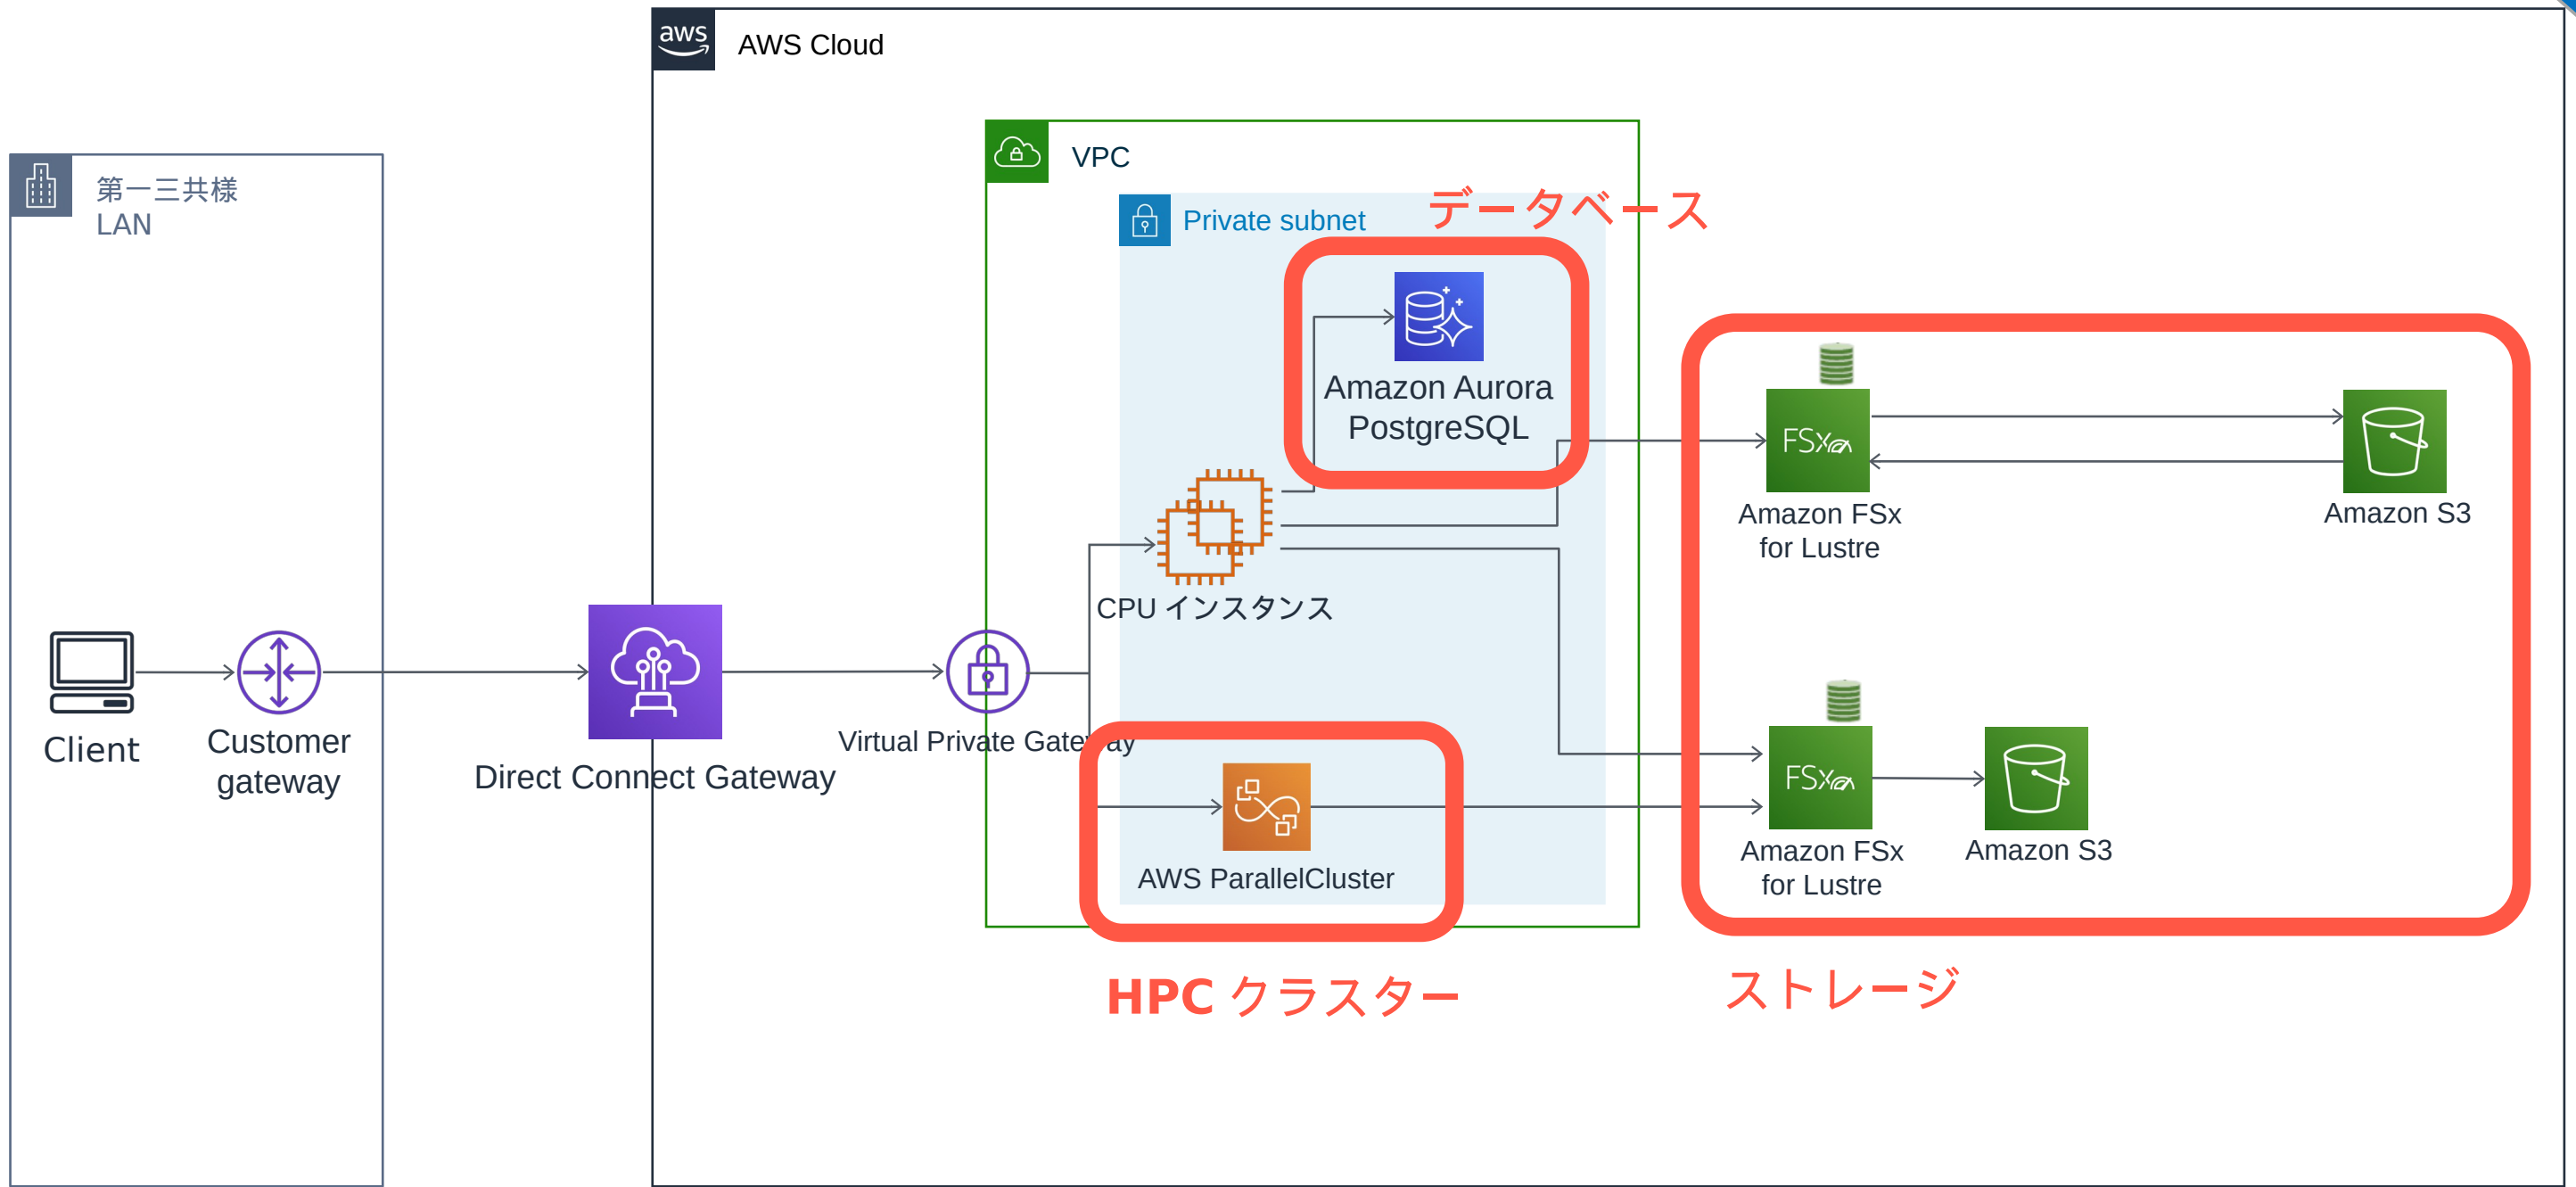 aws
AWS Cloud
VPC
第一三共様
LAN
データベース
Private subnet
Amazon Aurora
PostgreSQL
FSx
Amazon FSx
for Lustre
Amazon S3
CPU インスタンス
Client
Customer
gateway
Direct Connect Gateway
Virtual Private Gateway
FSx
Amazon FSx
for Lustre
Amazon S3
AWS ParallelCluster
HPC クラスター
ストレージ